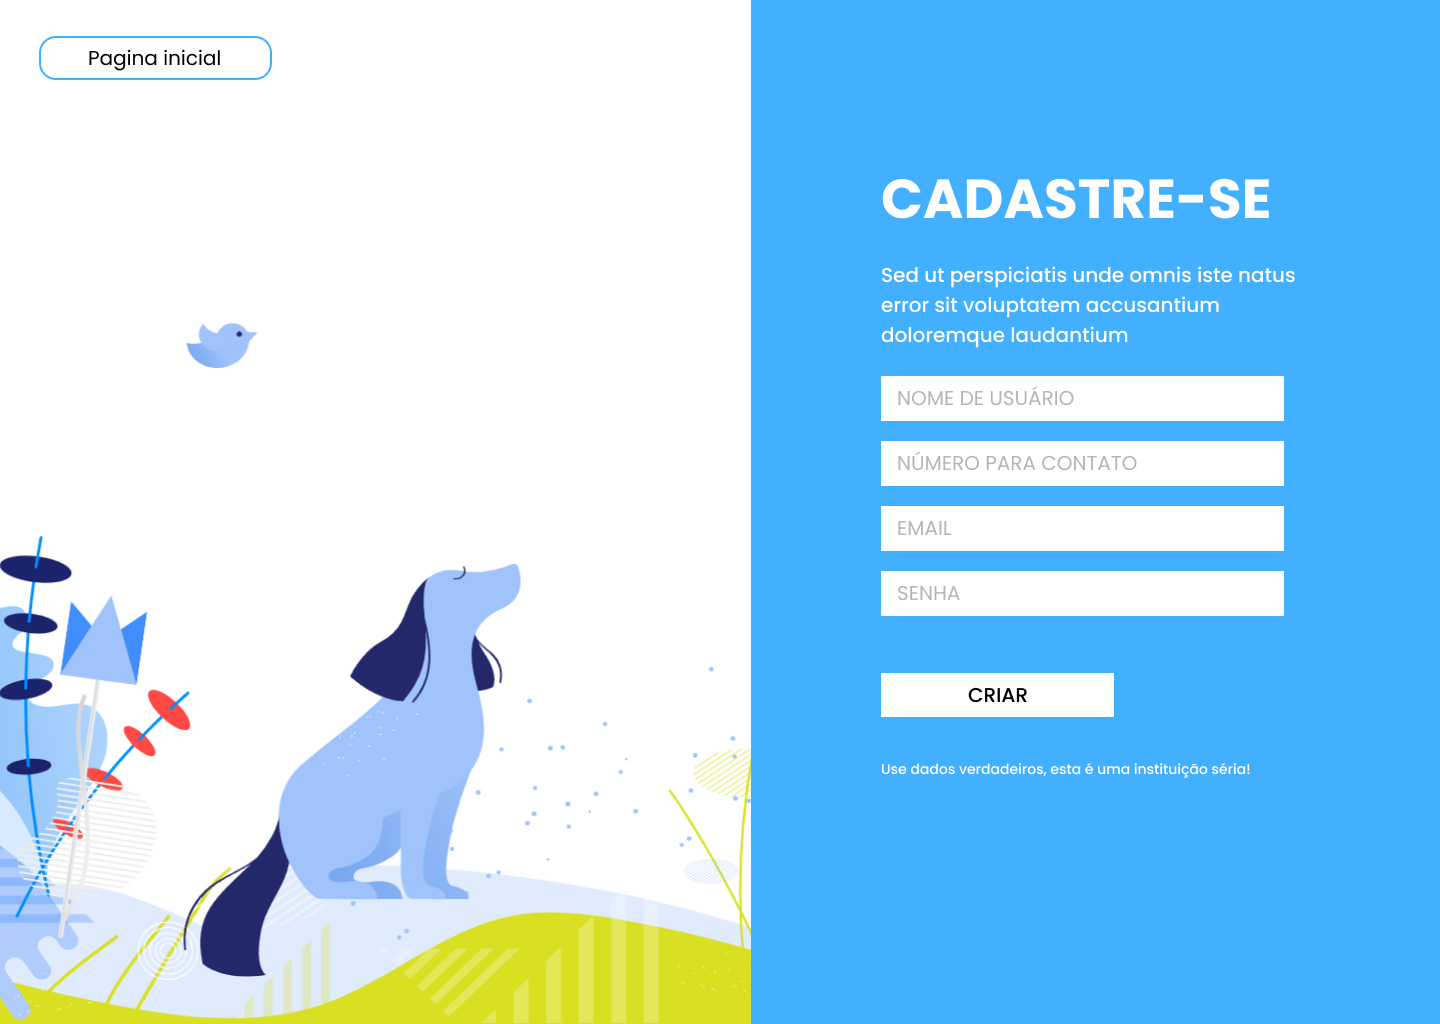 Pagina inicial
CADASTRE-SE
Sed ut perspiciatis unde omnis iste natus
error sit voluptatem accusantium
doloremque laudantium
NOME DE USUÁRIO
NÚMERO PARA CONTATO
EMAIL
SENHA
CRIAR
Use dados verdadeiros, esta é uma instituição séria!